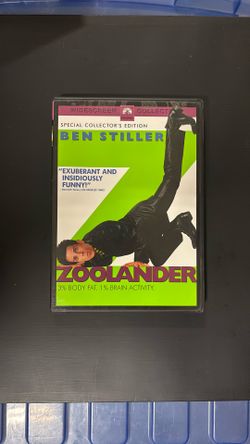 WIDESCREEN COLLECTION
SPECIAL COLLECTOR'S EDITION
BEN STILLER
"EXUBERANT AND
INSIDIOUSLY
FUNNY!"
ZOOLANDER
3% BODY FAT. 1% BRAIN ACTIVITY.